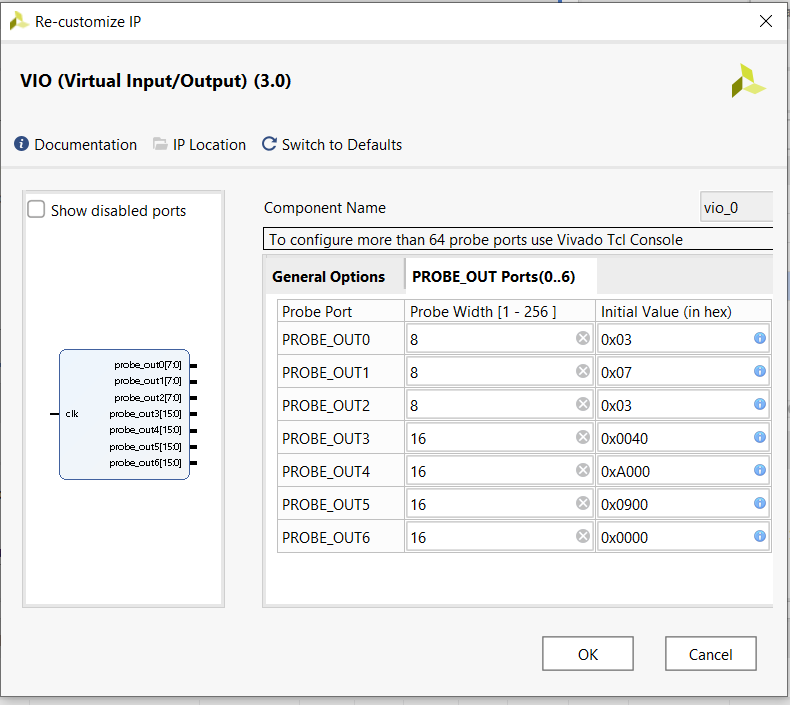 Re-customize IP
VIO (Virtual Input/Output) (3.0)
Documentation IP Location Switch to Defaults
Show disabled ports
clk
probe_out0[7:0]
probe_out1[7:0]
probe_out2[7:0]
probe_out3[15:0]
probe_out4[15:0]
probe_out5[15:0]
probe_out6[15:0]
Component Name vio_0
To configure more than 64 probe ports use Vivado Tcl Console
General Options PROBE_OUT Ports(0..6)
Probe Port Probe Width [1 - 256 ] Initial Value (in hex)
PROBE_OUT0 8 0x03
PROBE_OUT1 8 0x07
PROBE_OUT2 8 0x03
PROBE_OUT3 16 0x0040
PROBE_OUT4 16 0xA000
PROBE_OUT5 16 0x0900
PROBE_OUT6 16 0x0000
OK Cancel